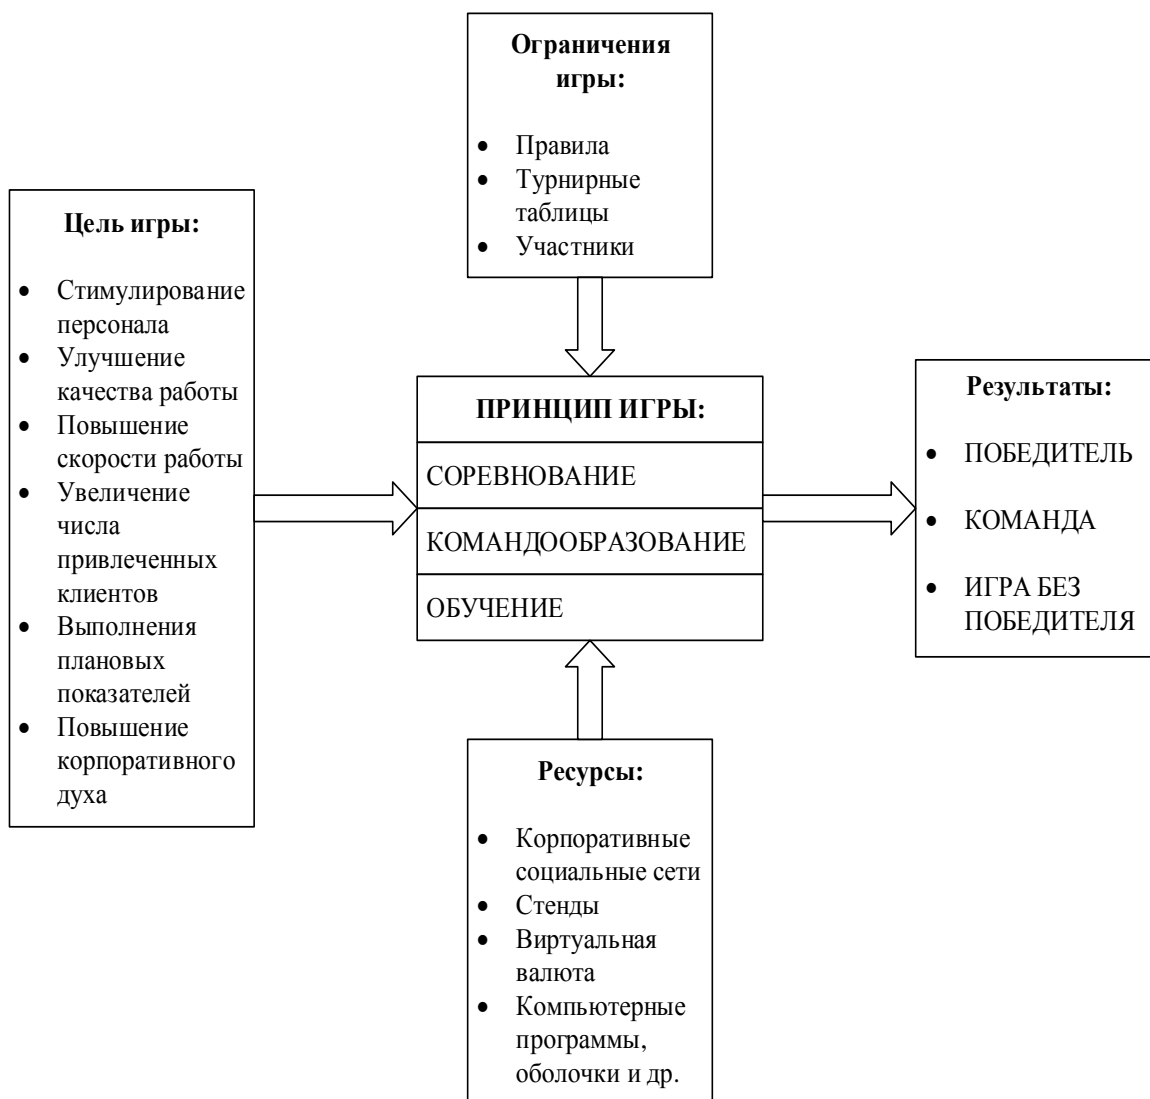 Ограничения
игры:
• Правила
• Турнирные
таблицы
• Участники
Цель игры:
• Стимулирование
персонала
• Улучшение
качества работы
• Повышение
скорости работы
• Увеличение
числа
привлеченных
клиентов
• Выполнения
плановых
показателей
• Повышение
корпоративного
духа
ПРИНЦИП ИГРЫ:
СОРЕВНОВАНИЕ
КОМАНДООБРАЗОВАНИЕ
ОБУЧЕНИЕ
Результаты:
• ПОБЕДИТЕЛЬ
• КОМАНДА
• ИГРА БЕЗ
ПОБЕДИТЕЛЯ
Ресурсы:
• Корпоративные
социальные сети
• Стенды
• Виртуальная
валюта
• Компьютерные
программы,
оболочки и др.